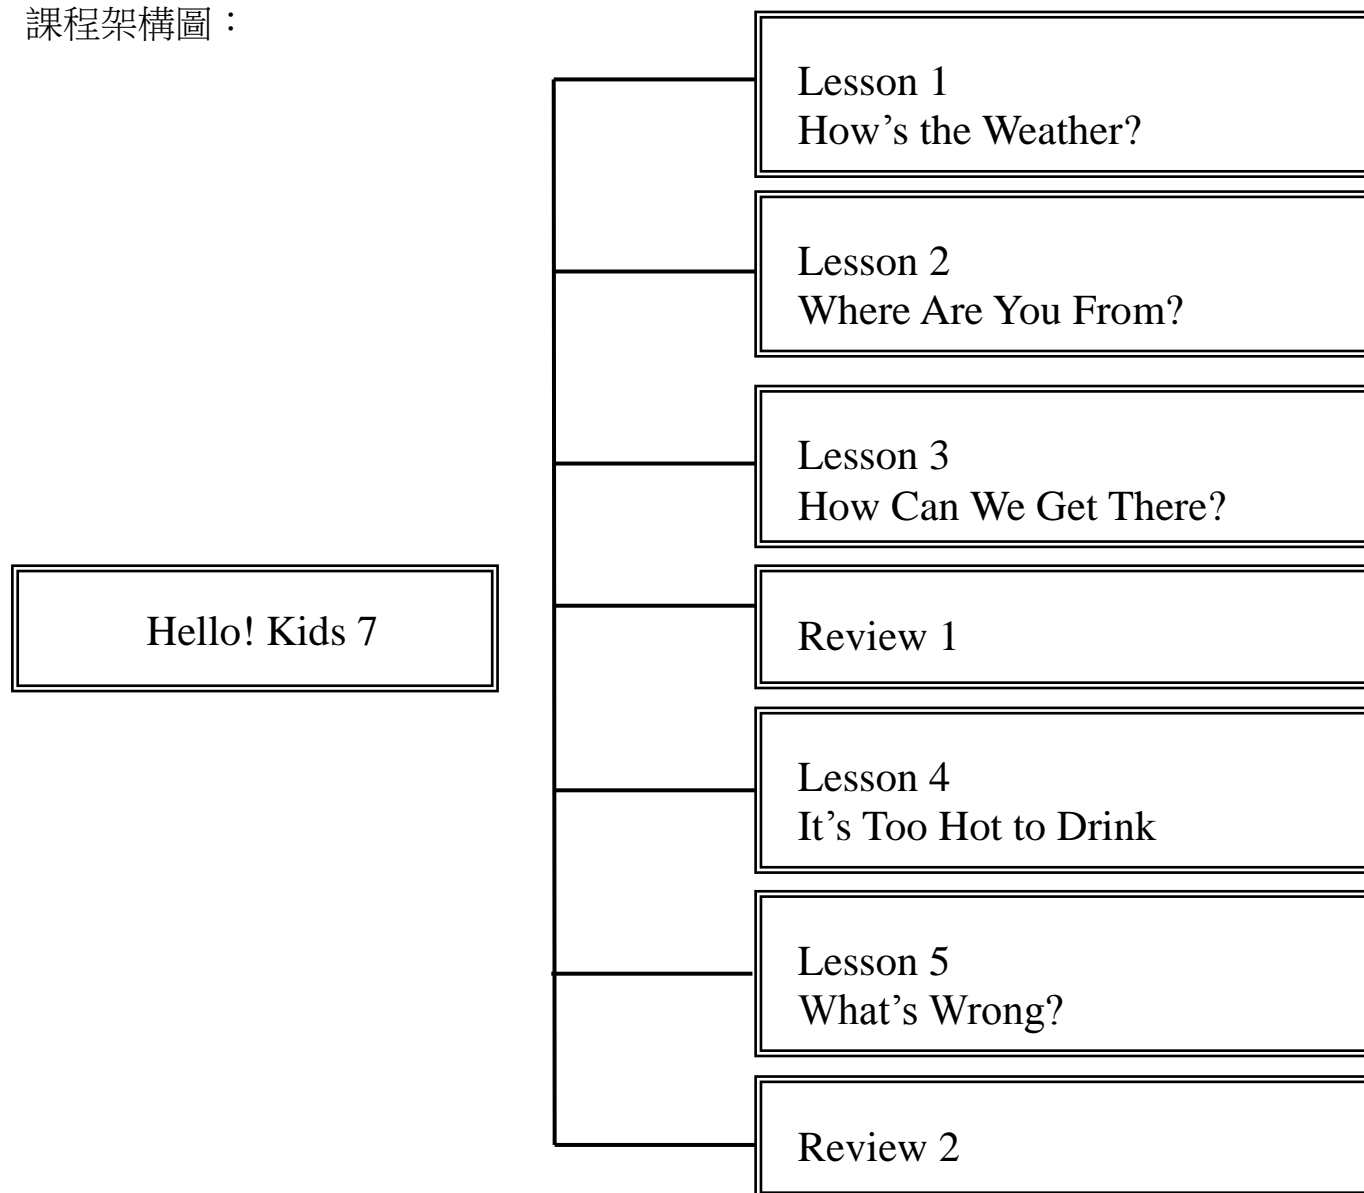 課程架構圖：
Lesson 1
How’s the Weather?
Lesson 2
Where Are You From?
Lesson 3
How Can We Get There?
Hello! Kids 7
Review 1
Lesson 4
It’s Too Hot to Drink
Lesson 5
What’s Wrong?
Review 2